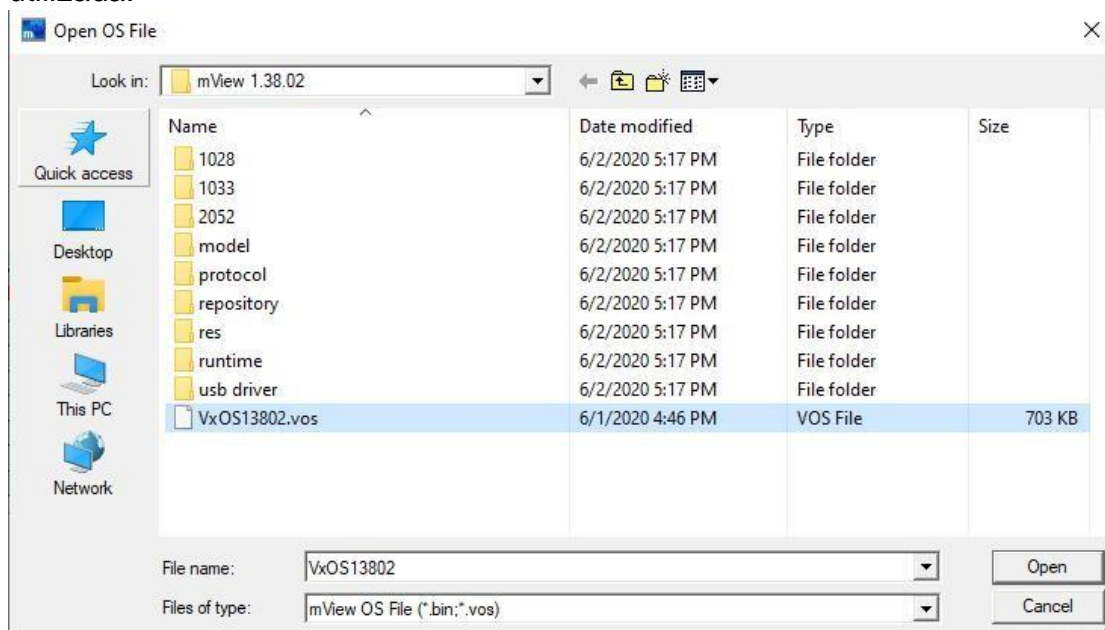 Open OS File
Look in: mView 1.38.02
Name Date modified Type Size
1028 6/2/2020 5:17 PM File folder
1033 6/2/2020 5:17 PM File folder
2052 6/2/2020 5:17 PM File folder
model 6/2/2020 5:17 PM File folder
protocol 6/2/2020 5:17 PM File folder
repository 6/2/2020 5:17 PM File folder
res 6/2/2020 5:17 PM File folder
runtime 6/2/2020 5:17 PM File folder
usb driver 6/2/2020 5:17 PM File folder
VxOS13802.vos 6/1/2020 4:46 PM VOS File 703 KB
Quick access
Desktop
Libraries
This PC
Network
File name: VxOS13802 Open
Files of type: mView OS File (*.bin;*.vos) Cancel